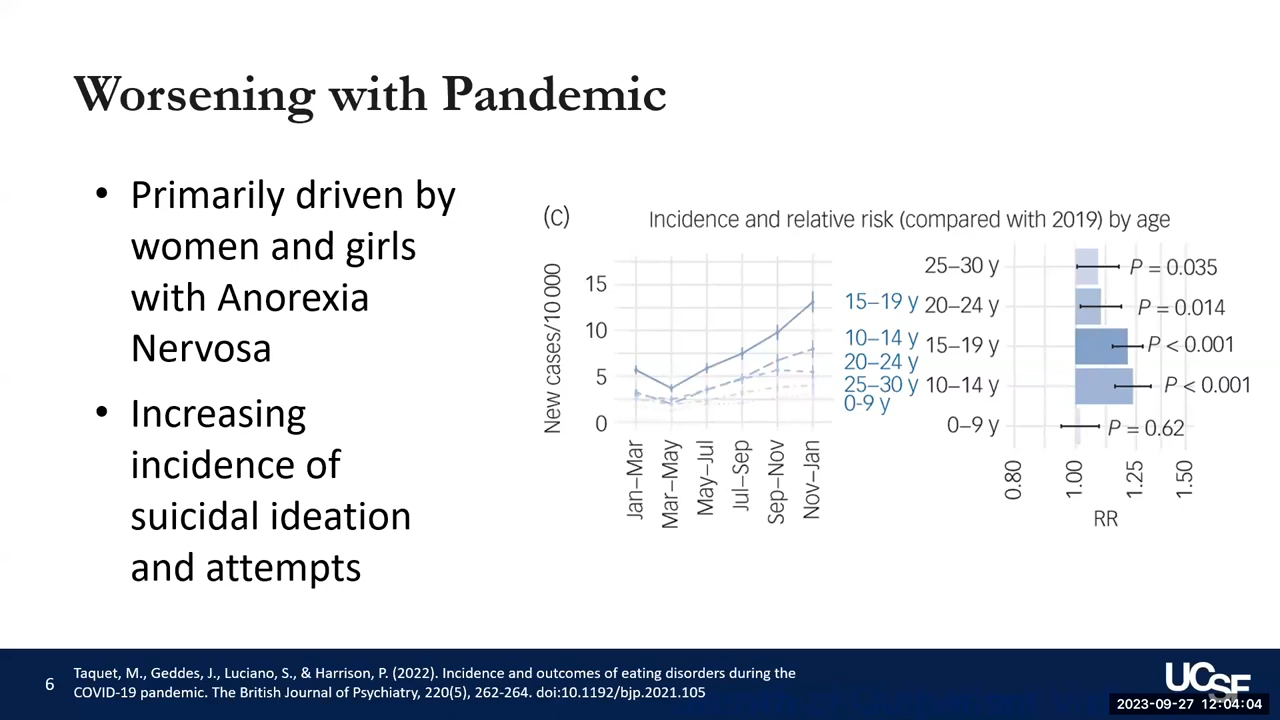 Worsening with Pandemic
• Primarily driven by
women and girls
with Anorexia
Nervosa
• Increasing
incidence of
suicidal ideation
and attempts
(C)
Incidence and relative risk (compared with 2019) by age
New cases/10 000
15
10
5
0
Jan–Mar
Mar–May
May–Jul
Jul–Sep
Sep–Nov
Nov–Jan
15–19 y
10–14 y
20–24 y
25–30 y
0-9 y
25–30 y
P = 0.035
20–24 y
P = 0.014
15–19 y
P < 0.001
10–14 y
P < 0.001
0–9 y
P = 0.62
0.80
1.00
1.25
1.50
RR
6
Taquet, M., Geddes, J., Luciano, S., & Harrison, P. (2022). Incidence and outcomes of eating disorders during the
COVID-19 pandemic. The British Journal of Psychiatry, 220(5), 262-264. doi:10.1192/bjp.2021.105
UCSF
2023-09-27 12:04:04